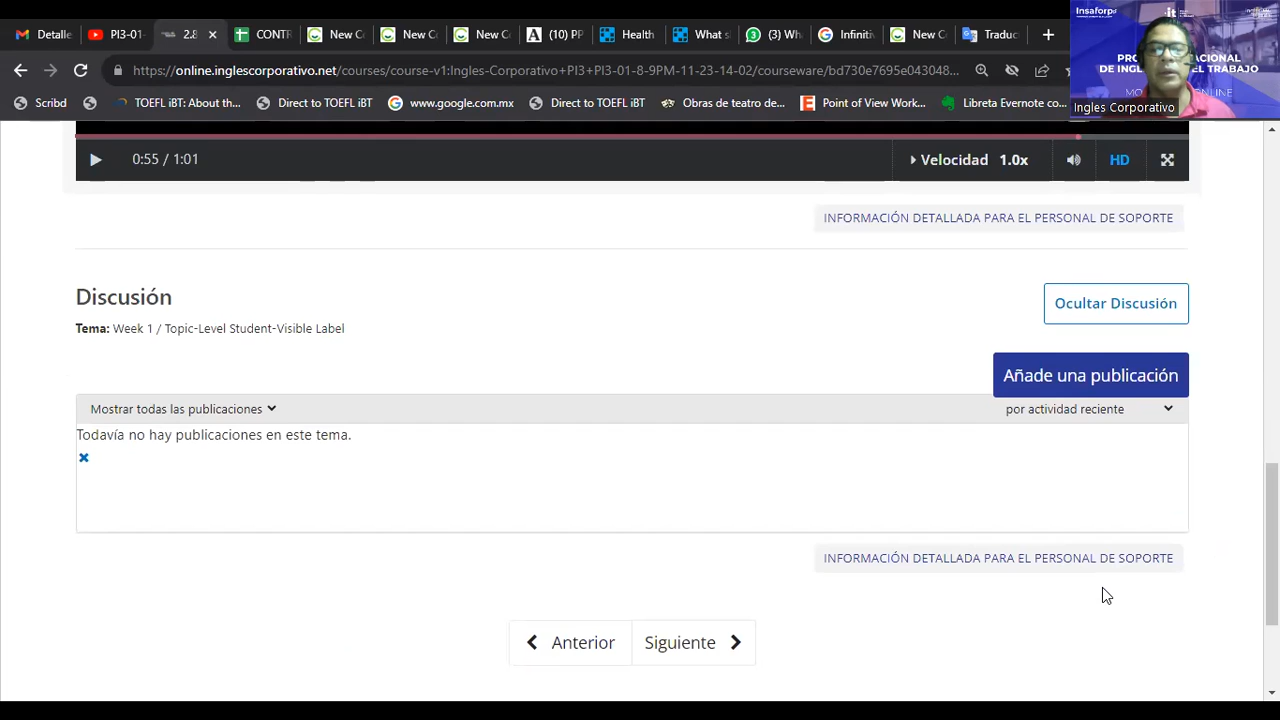 Detalle
PI3-01-
2.8
CONTR
New C
New C
New C
(10) PP
Health
What s
(3) Wh
Infiniti
New C
Traduc
https://online.inglescorporativo.net/courses/course-v1:Ingles-Corporativo+PI3+PI3-01-8-9PM-11-23-14-02/courseware/bd730e7695e043048...
Scribd
TOEFL iBT: About th...
Direct to TOEFL iBT
www.google.com.mx
Direct to TOEFL iBT
Obras de teatro de...
Point of View Work...
Libreta Evernote co...
Insaforp
.it
DE INGL
EL TRABAJO
Ingles Corporativo
0:55 / 1:01
Velocidad 1.0x
HD
INFORMACIÓN DETALLADA PARA EL PERSONAL DE SOPORTE
Discusión
Ocultar Discusión
Tema: Week 1 / Topic-Level Student-Visible Label
Añade una publicación
Mostrar todas las publicaciones
por actividad reciente
Todavía no hay publicaciones en este tema.
INFORMACIÓN DETALLADA PARA EL PERSONAL DE SOPORTE
Anterior
Siguiente